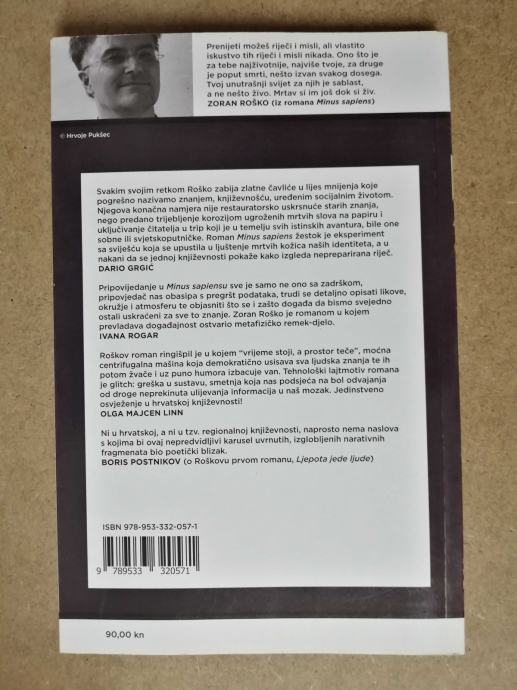 Prenijeti možeš riječi i misli, ali vlastito
iskustvo tih riječi i misli nikada. Ono što je
za tebe najživotnije, najviše tvoje, za druge
je poput smrti, nešto izvan svakog dosega.
Tvoj unutrašnji svijet za njih je sablast,
a ne nešto živo. Mrtav si im još dok si živ.
ZORAN ROŠKO (iz romana Minus sapiens)
© Hrvoje Pukšec
Svakim svojim retkom Roško zabija zlatne čavliće u lijes mnijenja koje
pogrešno nazivamo znanjem, književnošću, uređenim socijalnim životom.
Njegova konačna namjera nije restauratorsko uskrsnuće starih znanja,
nego predano trijebljenje korozijom ugroženih mrtvih slova na papiru i
uključivanje čitatelja u trip koji je u temelju svih istinskih avantura, bile one
sobne ili svjetskoputničke. Roman Minus sapiens žestok je eksperiment
sa sviješću koja se upustila u ljuštenje mrtvih kožica naših identiteta, a u
nakani da se jednoj književnosti pokaže kako izgleda nepreparirana riječ.
DARIO GRGIĆ
Pripovijedanje u Minus sapiensu sve je samo ne ono sa zadrškom,
pripovjedač nas obasipa s pregršt podataka, trudi se detaljno opisati likove,
okružje i atmosferu te objasniti što se i zašto događa da bismo svejedno
ostali uskraćeni za sve to znanje. Zoran Roško je romanom u kojem
prevladava događajnost ostvario metafizičko remek-djelo.
IVANA ROGAR
Roškov roman ringišpil je u kojem “vrijeme stoji, a prostor teče”, moćna
centrifugalna mašina koja demokratično usisava sva ljudska znanja te ih
potom žvače i uz puno humora izbacuje van. Tehnološki lajtmotiv romana
je glitch: greška u sustavu, smetnja koja nas podsjeća na bol odvajanja
od droge neprekinuta ulijevanja informacija u naš mozak. Jedinstveno
osvježenje u hrvatskoj književnosti!
OLGA MAJCEN LINN
Ni u hrvatskoj, a ni u tzv. regionalnoj književnosti, naprosto nema naslova
s kojima bi ovaj nepredvidljivi karusel uvrnutih, izglobljenih narativnih
fragmenata bio poetički blizak.
BORIS POSTNIKOV (o Roškovu prvom romanu, Ljepota jede ljude)
ISBN 978-953-332-057-1
9 789533 320571
90,00 kn